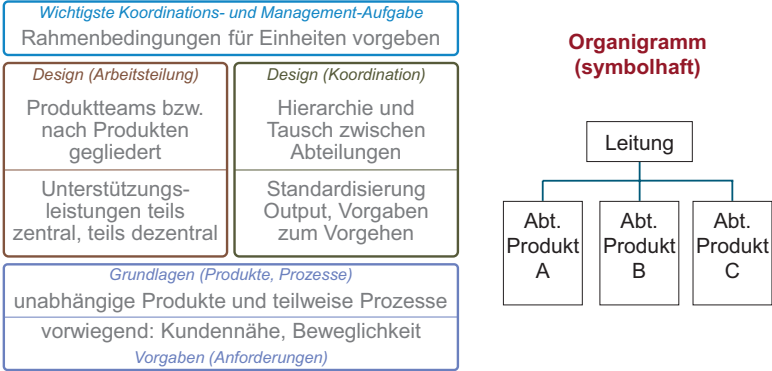 Wichtigste Koordinations- und Management-Aufgabe
Rahmenbedingungen für Einheiten vorgeben
Design (Arbeitsteilung)
Produktteams bzw.
nach Produkten
gegliedert
Unterstützungs-
leistungen teils
zentral, teils dezentral
Design (Koordination)
Hierarchie und
Tausch zwischen
Abteilungen
Standardisierung
Output, Vorgaben
zum Vorgehen
Grundlagen (Produkte, Prozesse)
unabhängige Produkte und teilweise Prozesse
vorwiegend: Kundennähe, Beweglichkeit
Vorgaben (Anforderungen)
Organigramm
(symbolhaft)
Leitung
Abt.
Produkt
A
Abt.
Produkt
B
Abt.
Produkt
C